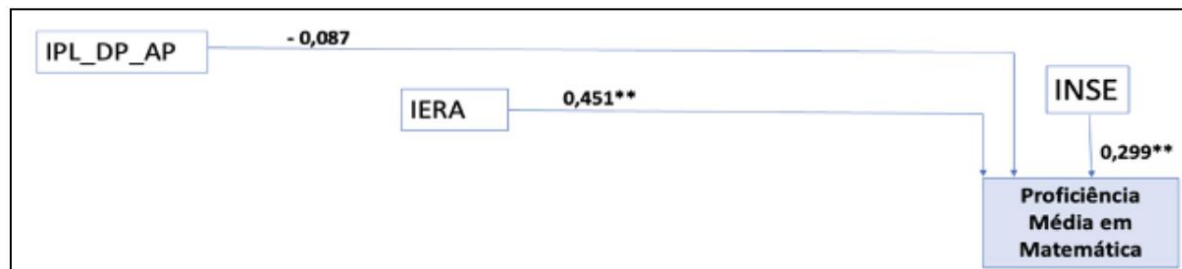 - 0,087
IPL_DP_AP
INSE
0,451**
IERA
0,299**
Proficiência
Média em
Matemática